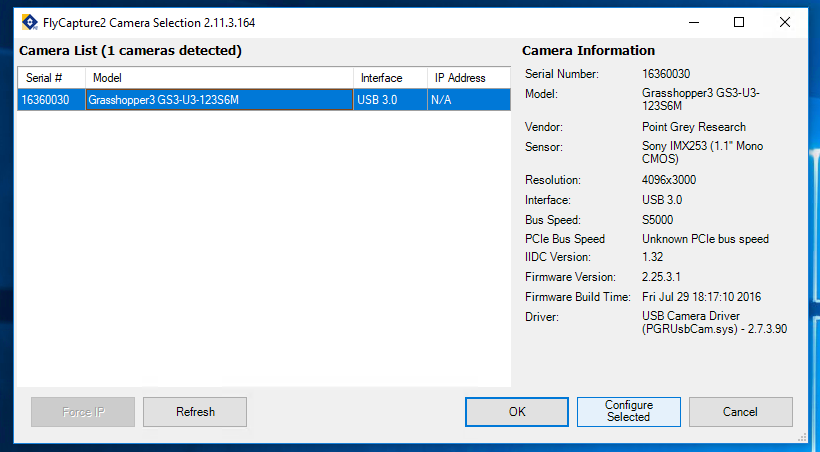 FlyCapture2 Camera Selection 2.11.3.164
Camera List (1 cameras detected)
Serial # Model Interface IP Address
16360030 Grasshopper3 GS3-U3-123S6M USB 3.0 N/A
Camera Information
Serial Number: 16360030
Model: Grasshopper3 GS3-U3-
123S6M
Vendor: Point Grey Research
Sensor: Sony IMX253 (1.1" Mono
CMOS)
Resolution: 4096x3000
Interface: USB 3.0
Bus Speed: S5000
PCIe Bus Speed Unknown PCIe bus speed
IIDC Version: 1.32
Firmware Version: 2.25.3.1
Firmware Build Time: Fri Jul 29 18:17:10 2016
Driver: USB Camera Driver
(PGRUsbCam.sys) - 2.7.3.90
Force IP
Refresh
OK
Configure
Selected
Cancel